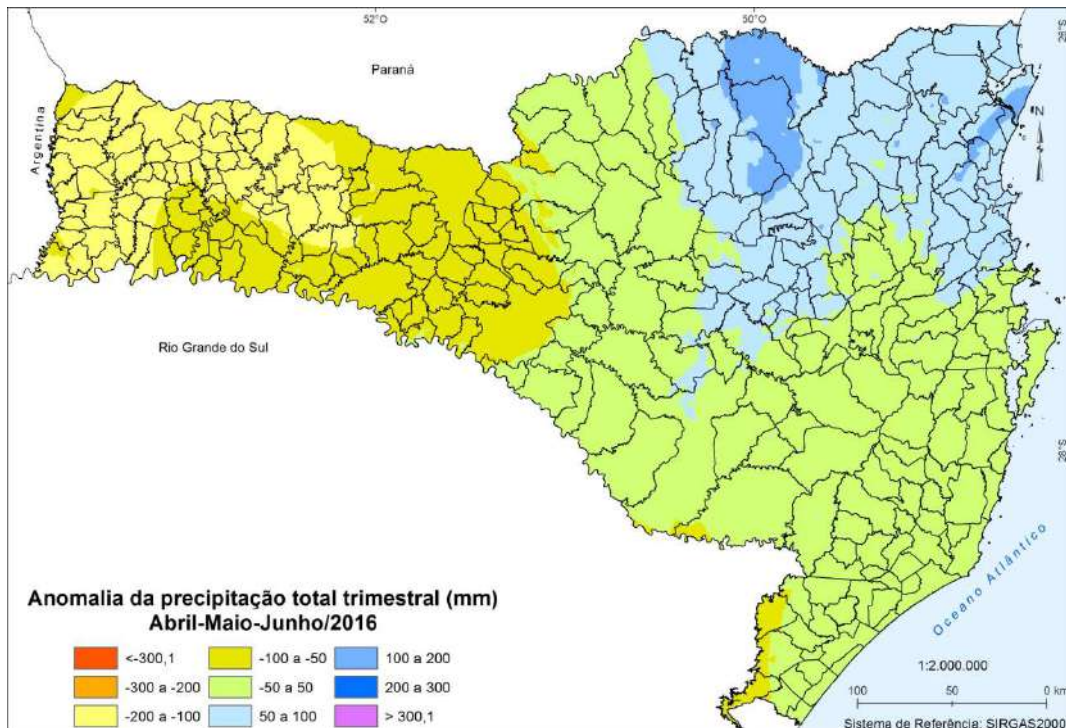 52°O
50°O
28°S
Paraná
Argentina
N
Rio Grande do Sul
28°S
Oceano Atlântico
Anomalia da precipitação total trimestral (mm)
Abril-Maio-Junho/2016
<-300,1
-100 a -50
100 a 200
-300 a -200
-50 a 50
200 a 300
-200 a -100
50 a 100
> 300,1
1:2.000.000
100
50
0 km
Sistema de Referência: SIRGAS2000